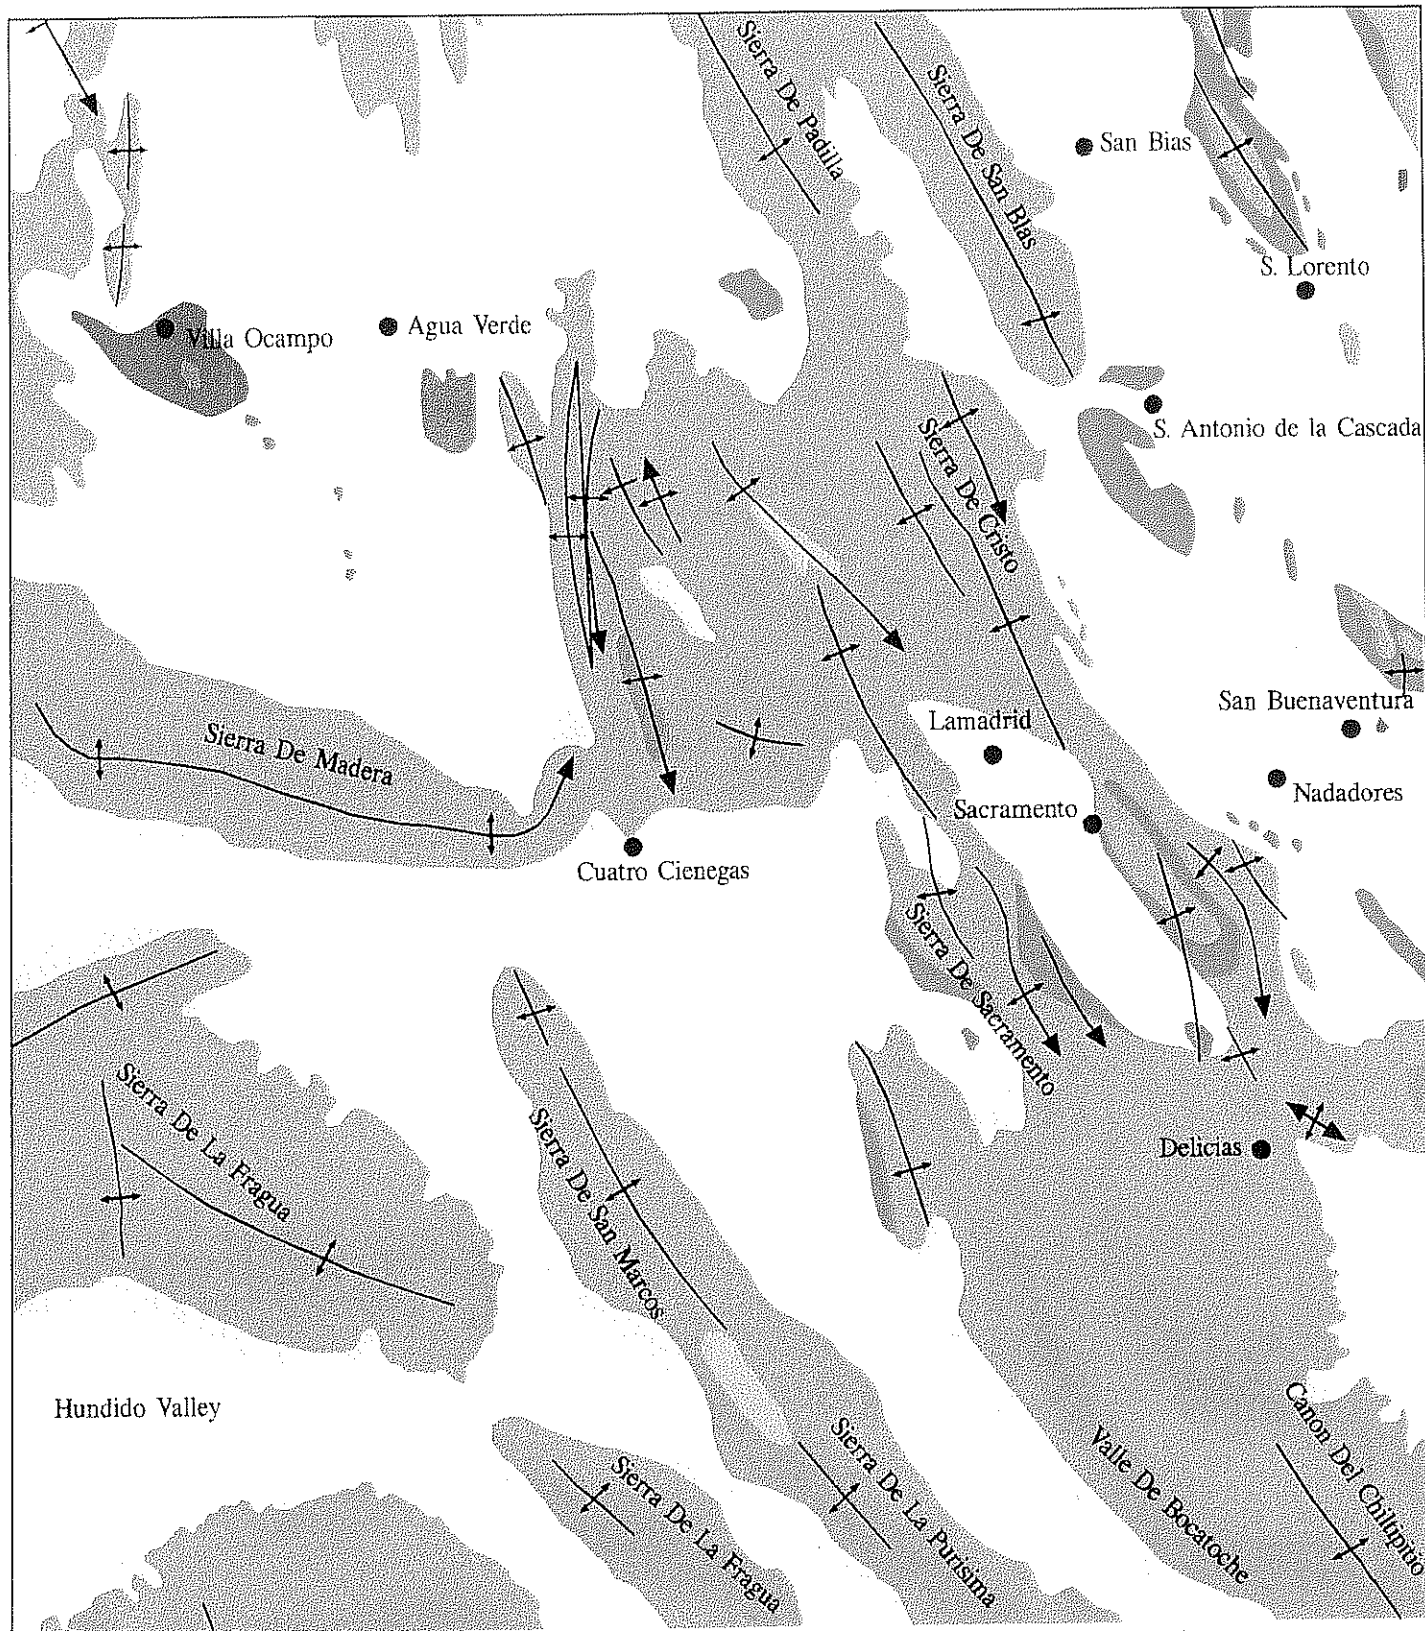 Sierra De Padilla
Sierra De San Blas
San Bias
S. Lorento
Villa Ocampo
Agua Verde
S. Antonio de la Cascada
Sierra De Cristo
San Buenaventura
Lamadrid
Sierra De Madera
Nadadores
Sacramento
Cuatro Cienegas
Sierra De Sacramento
Sierra De La Fragua
Sierra De San Marcos
Delicias
Hundido Valley
Canon Del Chiltipitio
Valle De Bocatoche
Sierra De La Purisima
Sierra De La Fragua